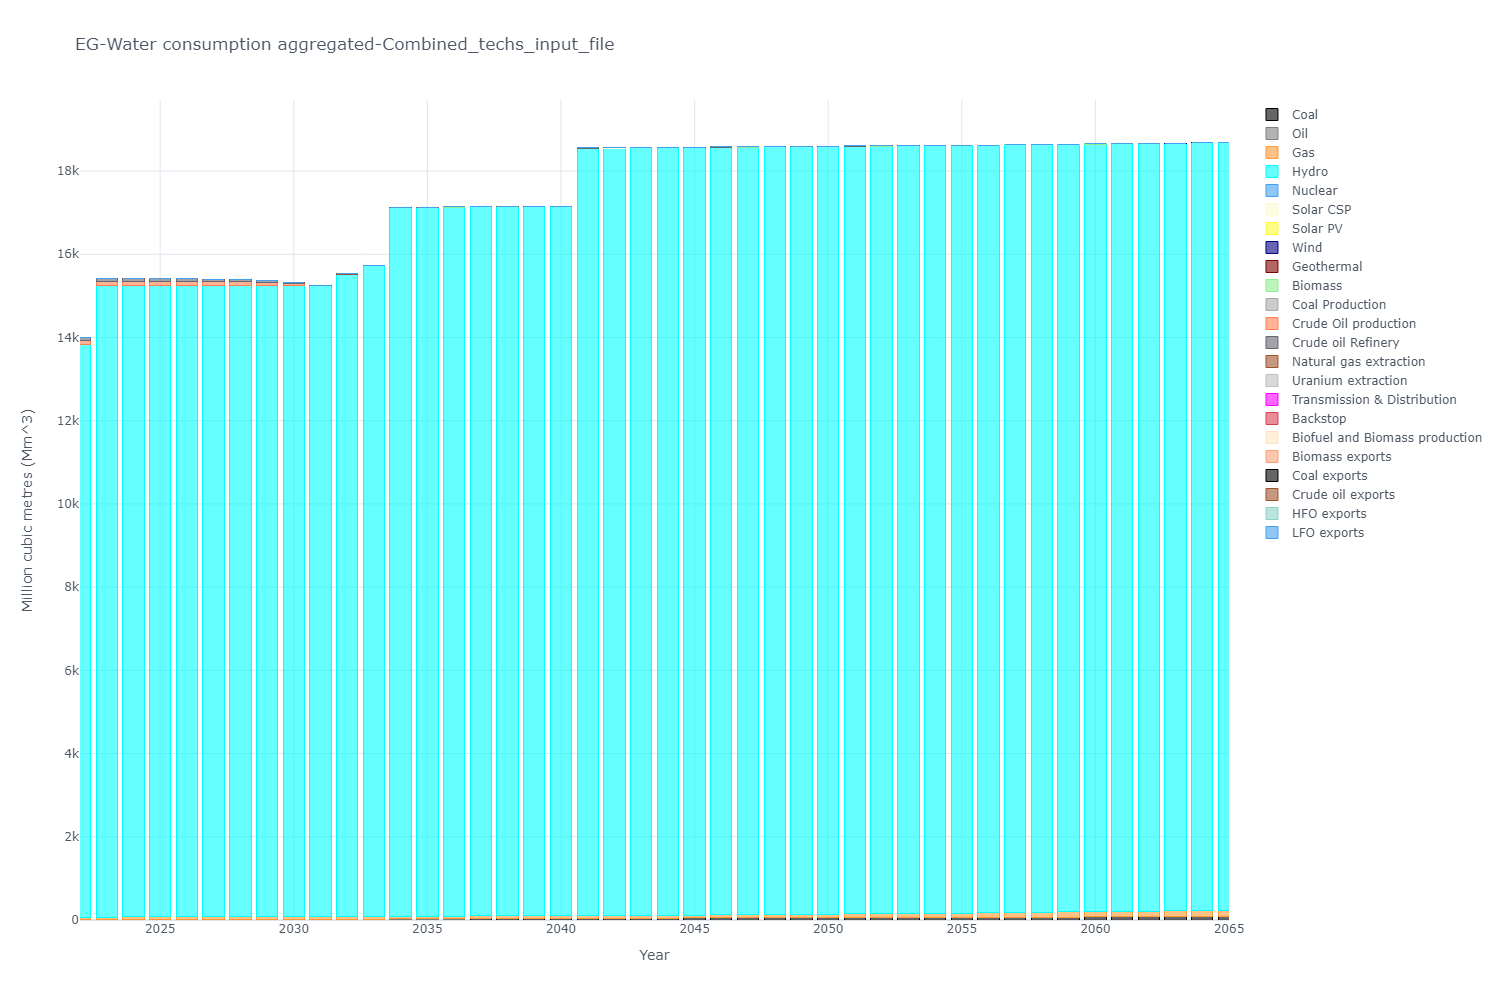 EG-Water consumption aggregated-Combined_techs_input_file
Million cubic metres (Mm^3)
18k
16k
14k
12k
10k
8k
6k
4k
2k
0
2025
2030
2035
2040
2045
2050
2055
2060
2065
Year
Coal
Oil
Gas
Hydro
Nuclear
Solar CSP
Solar PV
Wind
Geothermal
Biomass
Coal Production
Crude Oil production
Crude oil Refinery
Natural gas extraction
Uranium extraction
Transmission & Distribution
Backstop
Biofuel and Biomass production
Biomass exports
Coal exports
Crude oil exports
HFO exports
LFO exports